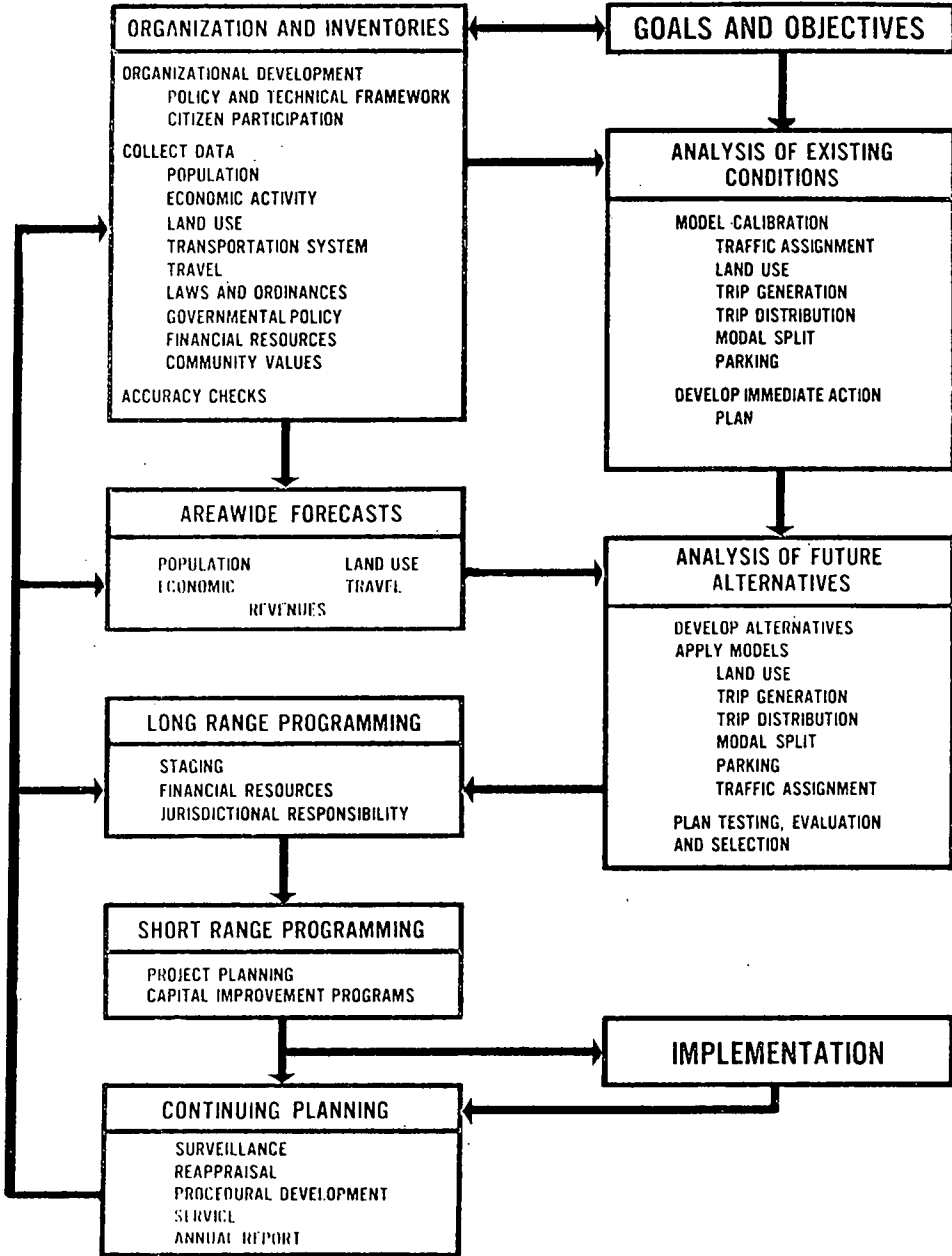 ORGANIZATION AND INVENTORIES
ORGANIZATIONAL DEVELOPMENT
POLICY AND TECHNICAL FRAMEWORK
CITIZEN PARTICIPATION
COLLECT DATA
POPULATION
ECONOMIC ACTIVITY
LAND USE
TRANSPORTATION SYSTEM
TRAVEL
LAWS AND ORDINANCES
GOVERNMENTAL POLICY
FINANCIAL RESOURCES
COMMUNITY VALUES
ACCURACY CHECKS
GOALS AND OBJECTIVES
ANALYSIS OF EXISTING
CONDITIONS
MODEL CALIBRATION
TRAFFIC ASSIGNMENT
LAND USE
TRIP GENERATION
TRIP DISTRIBUTION
MODAL SPLIT
PARKING
DEVELOP IMMEDIATE ACTION
PLAN
AREAWIDE FORECASTS
POPULATION LAND USE
ECONOMIC TRAVEL
REVENUES
ANALYSIS OF FUTURE
ALTERNATIVES
DEVELOP ALTERNATIVES
APPLY MODELS
LAND USE
TRIP GENERATION
TRIP DISTRIBUTION
MODAL SPLIT
PARKING
TRAFFIC ASSIGNMENT
PLAN TESTING, EVALUATION
AND SELECTION
LONG RANGE PROGRAMMING
STAGING
FINANCIAL RESOURCES
JURISDICTIONAL RESPONSIBILITY
SHORT RANGE PROGRAMMING
PROJECT PLANNING
CAPITAL IMPROVEMENT PROGRAMS
IMPLEMENTATION
CONTINUING PLANNING
SURVEILLANCE
REAPPRAISAL
PROCEDURAL DEVELOPMENT
SERVICE
ANNUAL REPORT